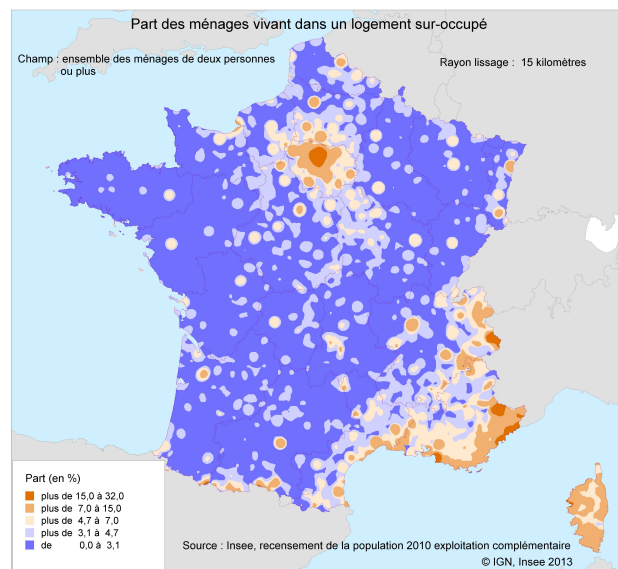 Part des ménages vivant dans un logement sur-occupé
Champ : ensemble des ménages de deux personnes
ou plus
Rayon lissage : 15 kilomètres
Part (en %)
plus de 15,0 à 32,0
plus de 7,0 à 15,0
plus de 4,7 à 7,0
plus de 3,1 à 4,7
de 0,0 à 3,1
Source : Insee, recensement de la population 2010 exploitation complémentaire
© IGN, Insee 2013